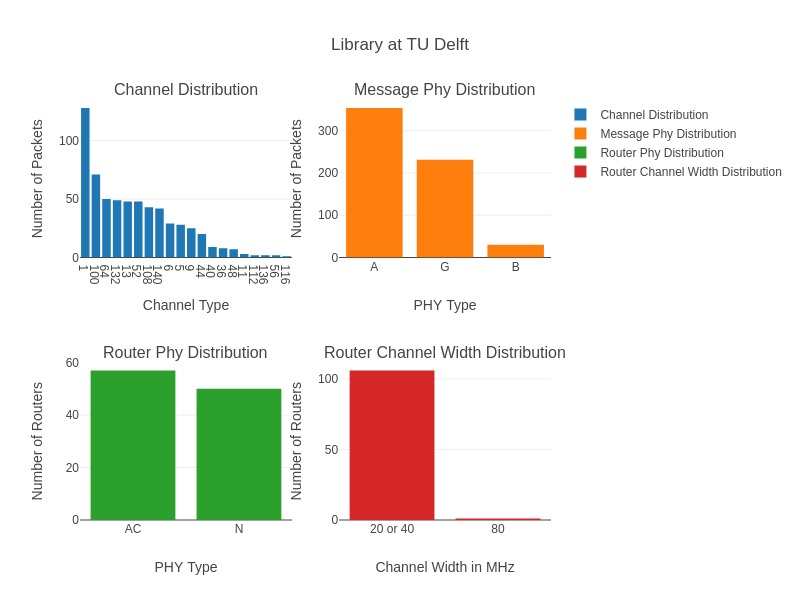 Library at TU Delft
Channel Distribution
Message Phy Distribution
Number of Packets
0
50
100
1
100
64
132
13
52
108
140
6
5
9
44
40
36
48
11
112
136
56
116
Channel Type
Number of Packets
0
100
200
300
A
G
B
PHY Type
Channel Distribution
Message Phy Distribution
Router Phy Distribution
Router Channel Width Distribution
Router Phy Distribution
Router Channel Width Distribution
Number of Routers
0
20
40
60
AC
N
PHY Type
Number of Routers
0
50
100
20 or 40
80
Channel Width in MHz